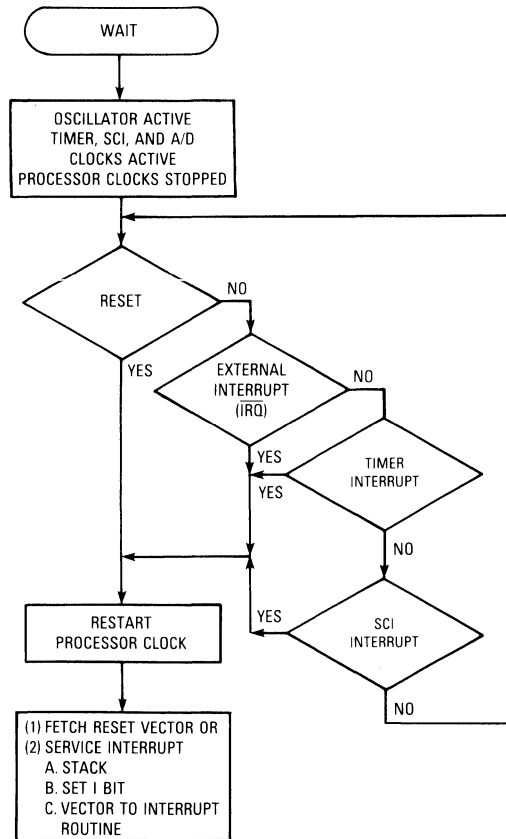 WAIT
OSCILLATOR ACTIVE
TIMER, SCI, AND A/D
CLOCKS ACTIVE
PROCESSOR CLOCKS STOPPED
RESET
NO
YES
EXTERNAL
INTERRUPT
(IRQ)
NO
YES
TIMER
INTERRUPT
YES
NO
SCI
INTERRUPT
YES
NO
RESTART
PROCESSOR CLOCK
(1) FETCH RESET VECTOR OR
(2) SERVICE INTERRUPT
A. STACK
B. SET I BIT
C. VECTOR TO INTERRUPT
ROUTINE